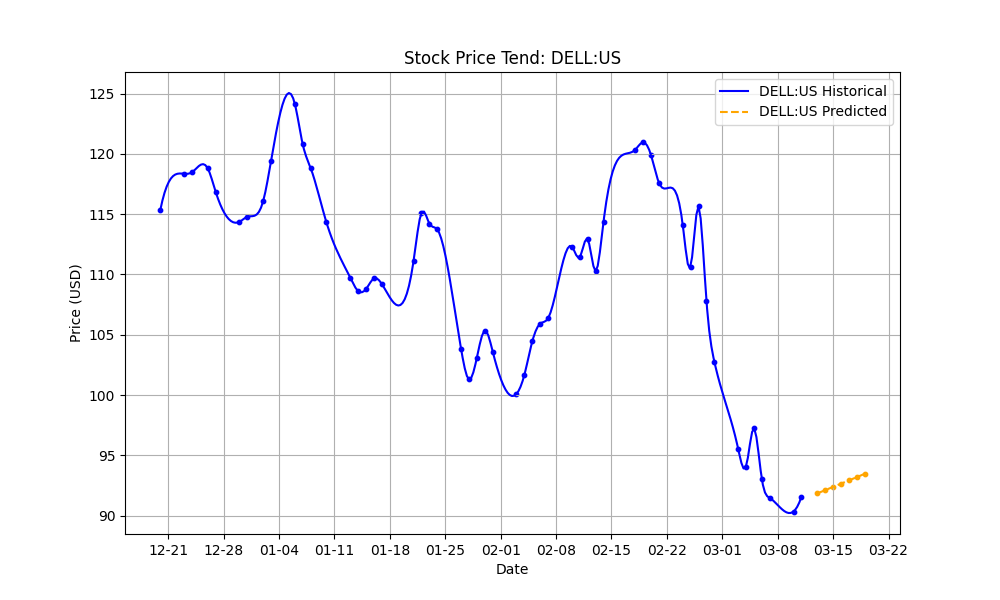 Stock Price Tend: DELL:US
DELL:US Historical
DELL:US Predicted
Price (USD)
125
120
115
110
105
100
95
90
12-21 12-28 01-04 01-11 01-18 01-25 02-01 02-08 02-15 02-22 03-01 03-08 03-15 03-22
Date